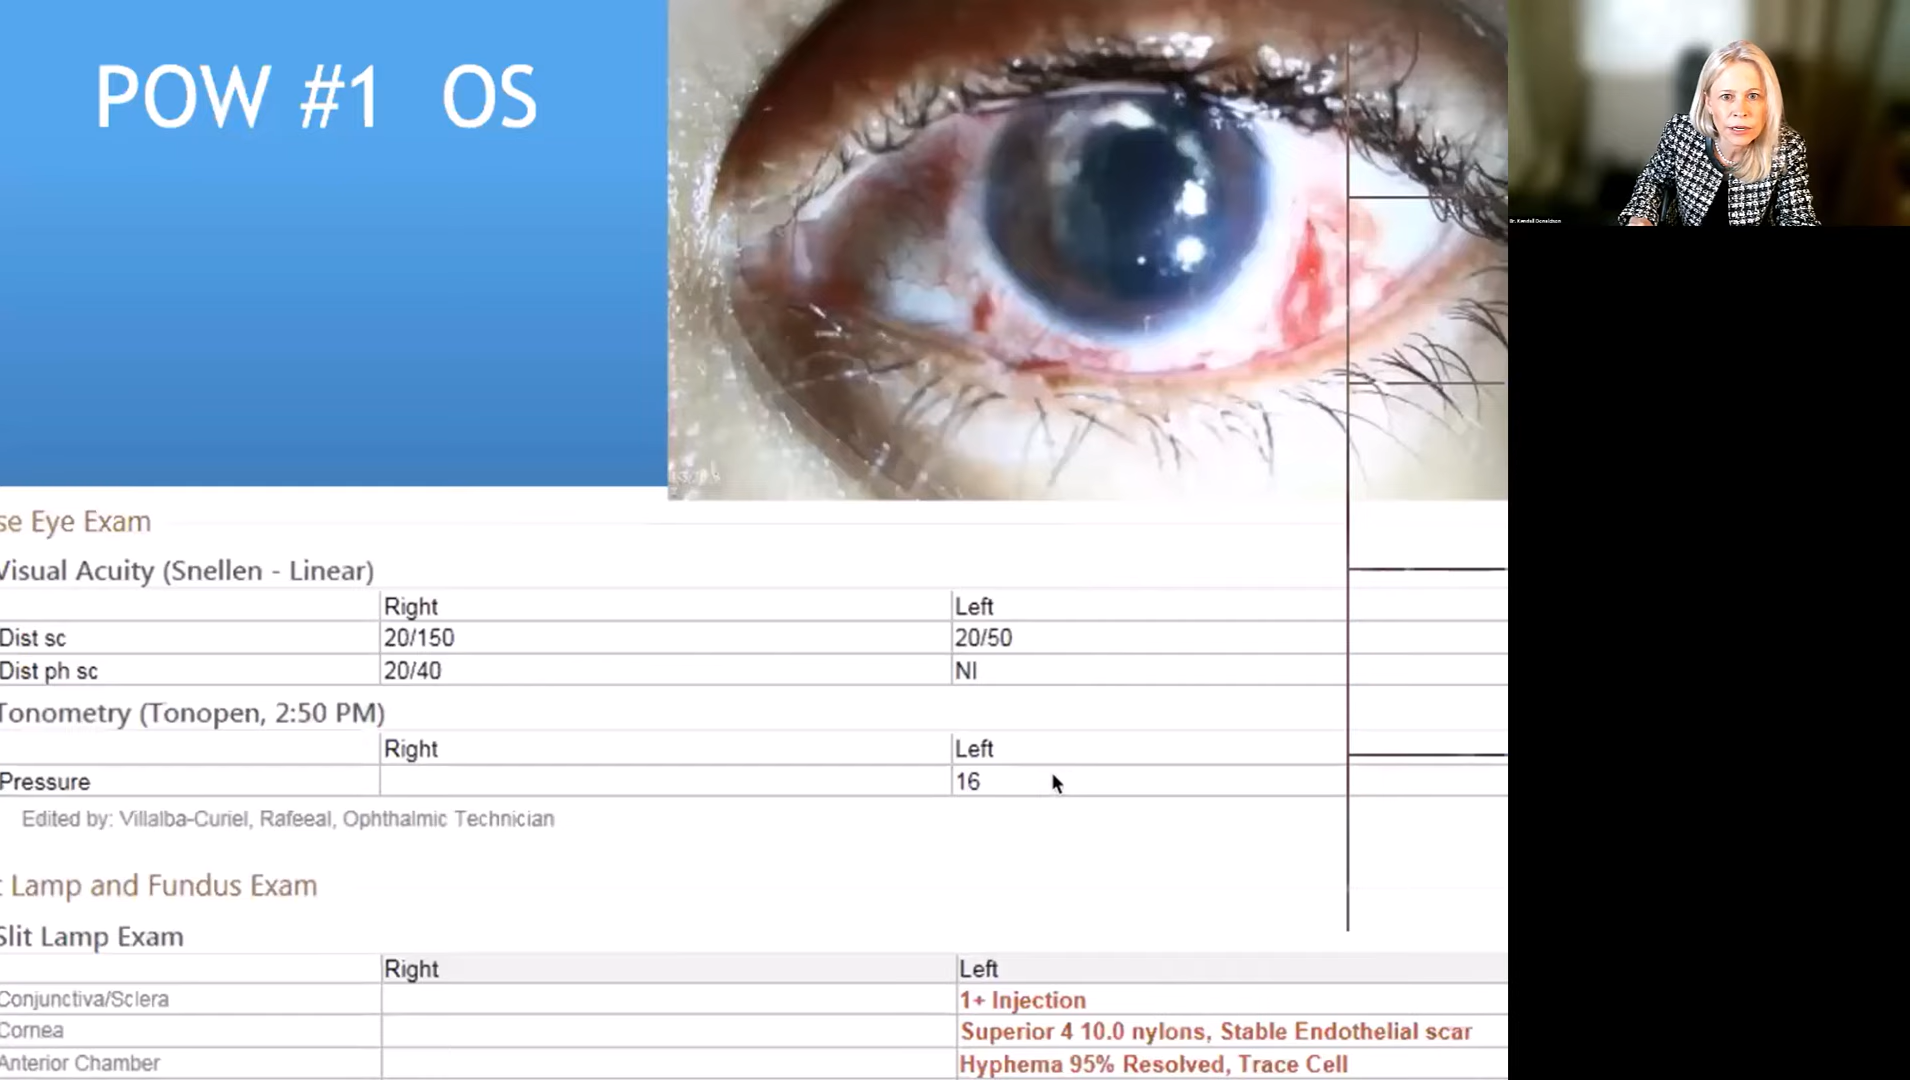 POW #1 OS
Dr. Kendall Donaldson
se Eye Exam
Visual Acuity (Snellen - Linear)
Right Left
Dist sc 20/150 20/50
Dist ph sc 20/40 NI
Tonometry (Tonopen, 2:50 PM)
Right Left
Pressure 16
Edited by: Villalba-Curiel, Rafeeal, Ophthalmic Technician
t Lamp and Fundus Exam
Slit Lamp Exam
Right Left
Conjunctiva/Sclera 1+ Injection
Cornea Superior 4 10.0 nylons, Stable Endothelial scar
Anterior Chamber Hyphema 95% Resolved, Trace Cell